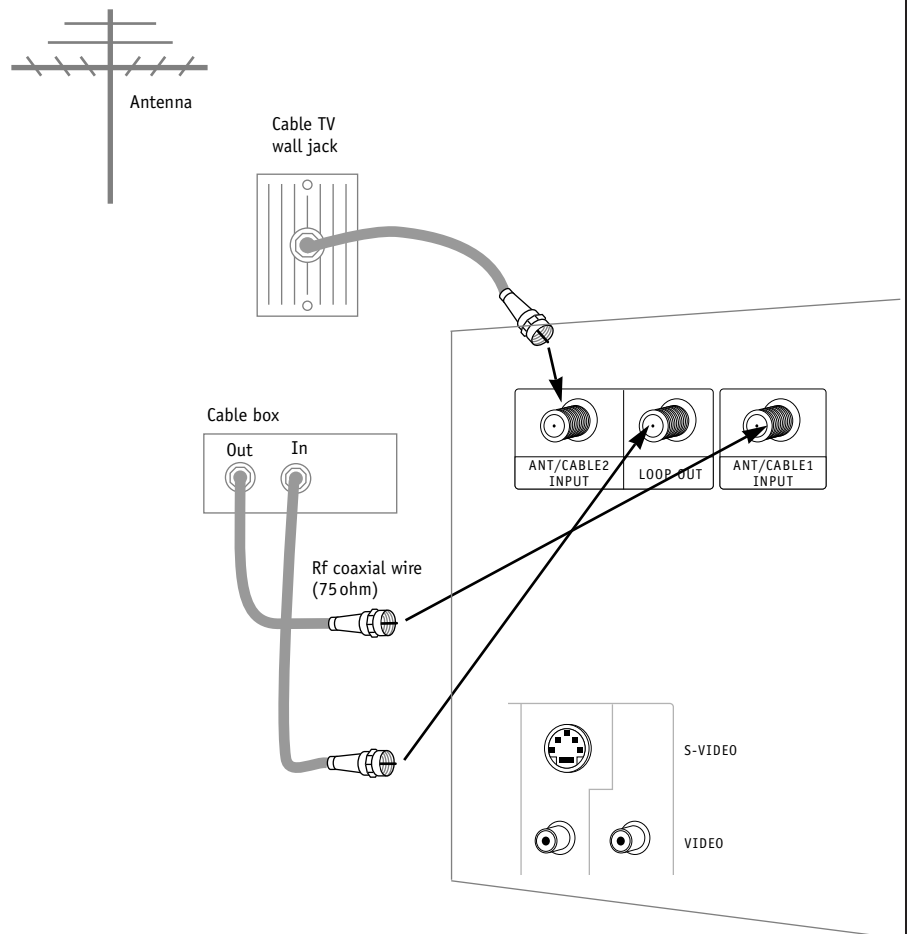 Antenna
Cable TV
wall jack
Cable box
Out
In
ANT/CABLE2
INPUT
LOOP OUT
ANT/CABLE1
INPUT
Rf coaxial wire
(75 ohm)
S-VIDEO
VIDEO